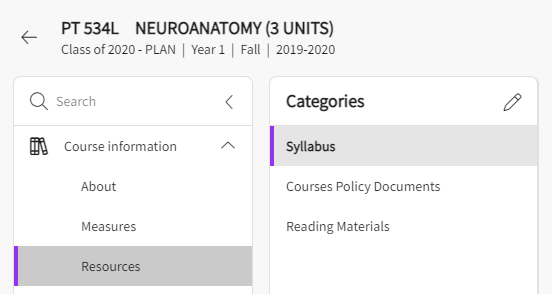 PT 534L NEUROANATOMY (3 UNITS)
Class of 2020 - PLAN | Year 1 | Fall | 2019-2020
Search
Course information
About
Measures
Resources
Categories
Syllabus
Courses Policy Documents
Reading Materials